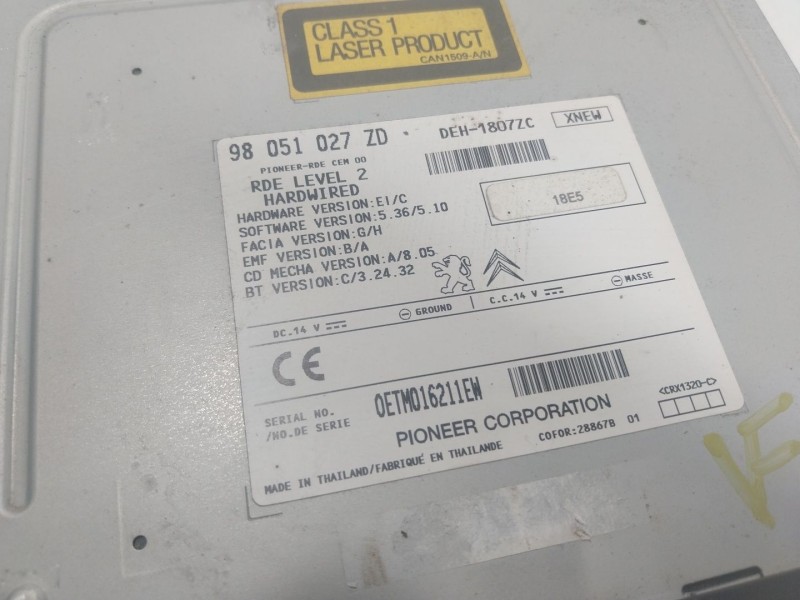 CLASS 1
LASER PRODUCT
CAN1509-A/N
98 051 027 ZD
DEH-1807ZC
XNEW
PIONEER-RDE CEM 00
RDE LEVEL 2
HARDWIRED
HARDWARE VERSION:EI/C
SOFTWARE VERSION:5.36/5.10
FACIA VERSION:G/H
EMF VERSION:B/A
CD MECHA VERSION:A/8.05
BT VERSION:C/3.24.32
18E5
DC.14 V
GROUND
C.C.14 V
MASSE
CE
SERIAL NO.
/NO.DE SERIE
OETM016211EW
<CRX1320-C>
PIONEER CORPORATION
COFOR:28867B 01
MADE IN THAILAND/FABRIQUÉ EN THAILANDE
VF